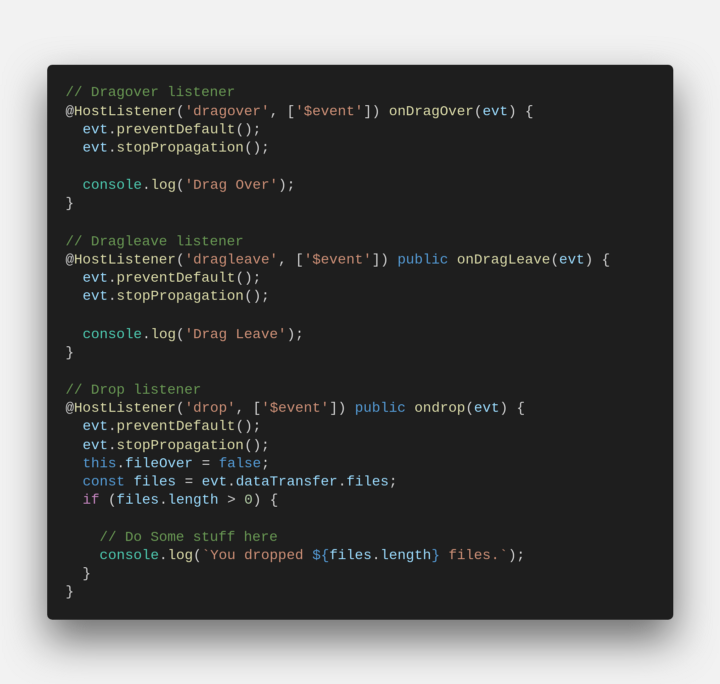 // Dragover listener
@HostListener('dragover', ['$event']) onDragOver(evt) {
  evt.preventDefault();
  evt.stopPropagation();

  console.log('Drag Over');
}

// Dragleave listener
@HostListener('dragleave', ['$event']) public onDragLeave(evt) {
  evt.preventDefault();
  evt.stopPropagation();

  console.log('Drag Leave');
}

// Drop listener
@HostListener('drop', ['$event']) public ondrop(evt) {
  evt.preventDefault();
  evt.stopPropagation();
  this.fileOver = false;
  const files = evt.dataTransfer.files;
  if (files.length > 0) {

    // Do Some stuff here
    console.log(`You dropped ${files.length} files.`);
  }
}